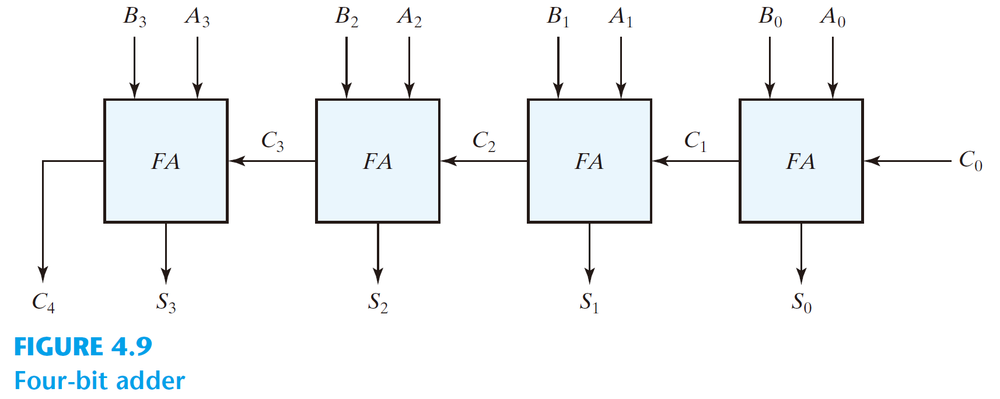 B₃ A₃ B₂ A₂ B₁ A₁ B₀ A₀
C₃ C₂ C₁
FA FA FA FA C₀
C₄ S₃ S₂ S₁ S₀
FIGURE 4.9
Four-bit adder